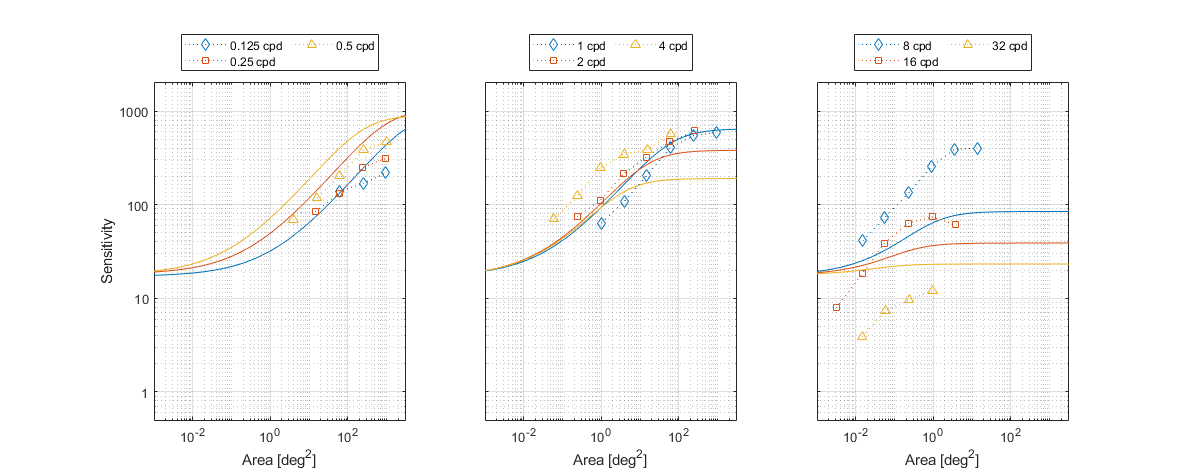 0.125 cpd 0.5 cpd
0.25 cpd
1 cpd 4 cpd
2 cpd
8 cpd 32 cpd
16 cpd
Sensitivity
1000
100
10
1
10^-2 10^0 10^2
Area [deg^2]
10^-2 10^0 10^2
Area [deg^2]
10^-2 10^0 10^2
Area [deg^2]